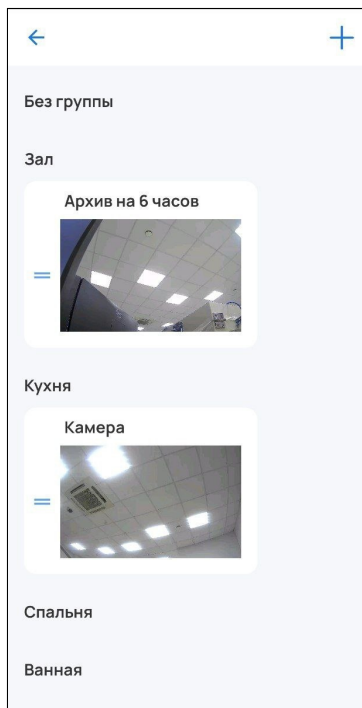 Без группы
Зал
Архив на 6 часов
Кухня
Камера
Спальня
Ванная